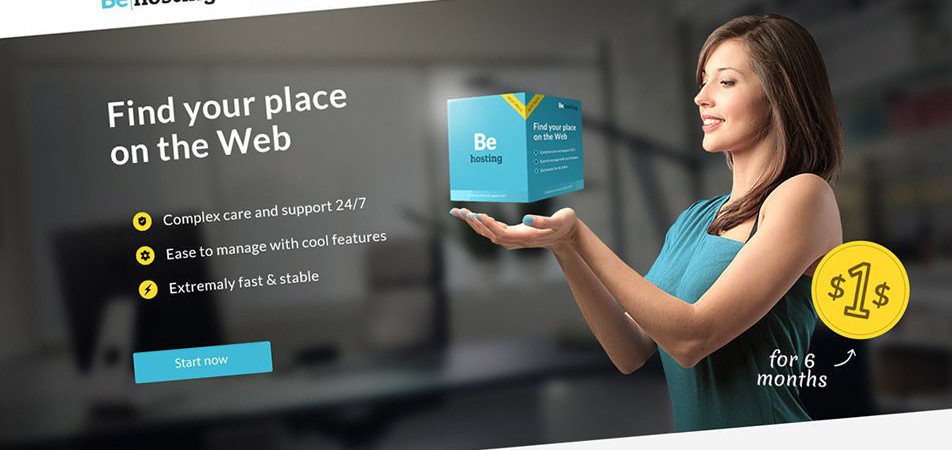 Be hosting
Find your place
on the Web
Complex care and support 24/7
Ease to manage with cool features
Extremaly fast & stable
Start now
Be
hosting
Be
Find your place
on the Web
$1$
for 6
months